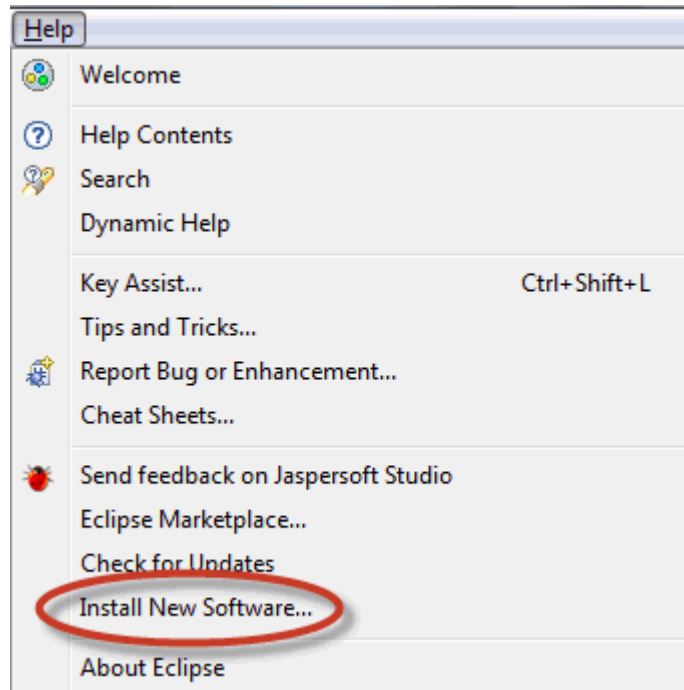 Help
Welcome
Help Contents
Search
Dynamic Help
Key Assist... Ctrl+Shift+L
Tips and Tricks...
Report Bug or Enhancement...
Cheat Sheets...
Send feedback on Jaspersoft Studio
Eclipse Marketplace...
Check for Updates
Install New Software...
About Eclipse